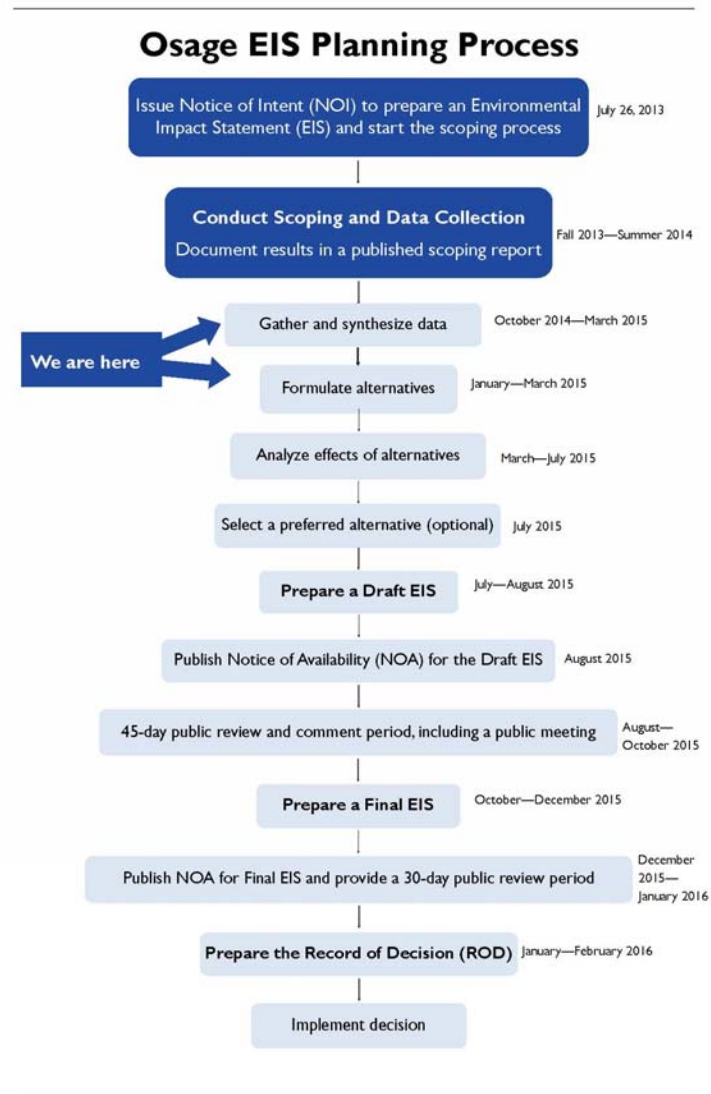 Osage EIS Planning Process
Issue Notice of Intent (NOI) to prepare an Environmental
Impact Statement (EIS) and start the scoping process
July 26, 2013
Conduct Scoping and Data Collection
Document results in a published scoping report
Fall 2013—Summer 2014
Gather and synthesize data
October 2014—March 2015
We are here
Formulate alternatives
January—March 2015
Analyze effects of alternatives
March—July 2015
Select a preferred alternative (optional)
July 2015
Prepare a Draft EIS
July—August 2015
Publish Notice of Availability (NOA) for the Draft EIS
August 2015
45-day public review and comment period, including a public meeting
August—
October 2015
Prepare a Final EIS
October—December 2015
Publish NOA for Final EIS and provide a 30-day public review period
December
2015—
January 2016
Prepare the Record of Decision (ROD)
January—February 2016
Implement decision